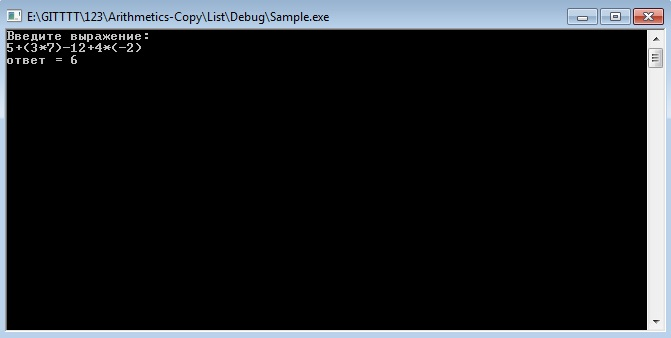 E:\GITTTT\123\Arithmetics-Copy\List\Debug\Sample.exe
Введите выражение:
5+(3*7)-12+4*(-2)
ответ = 6